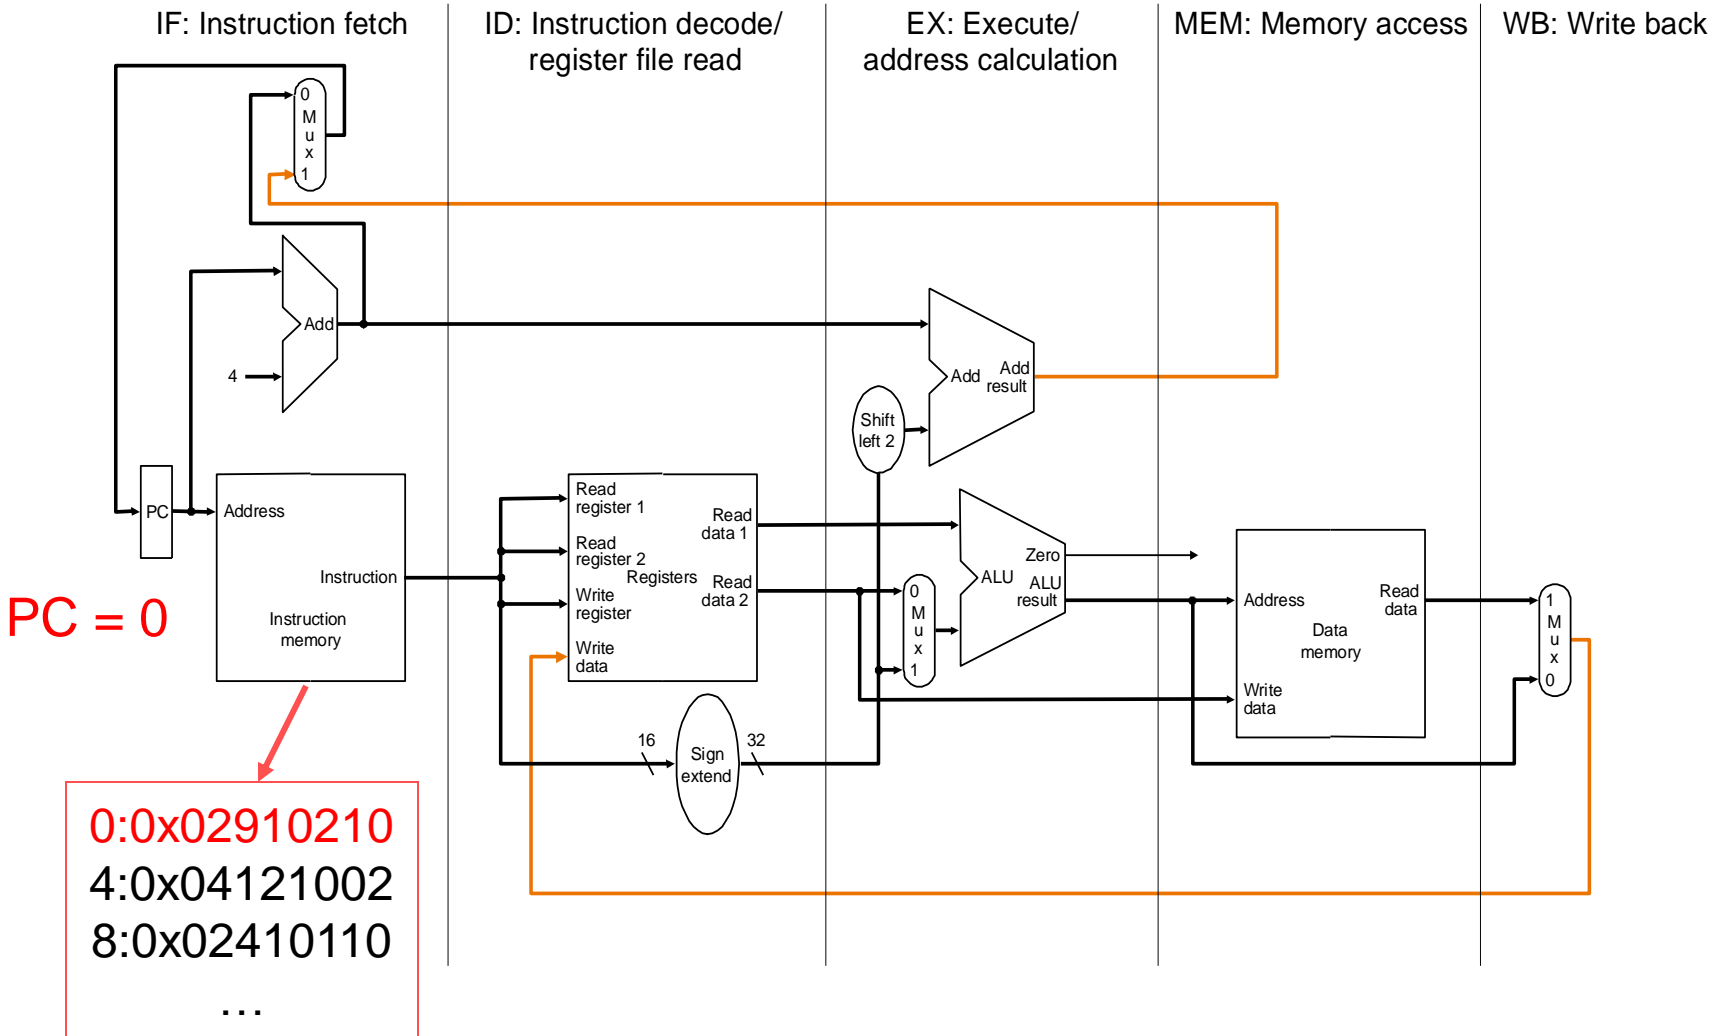 IF: Instruction fetch
ID: Instruction decode/
register file read
EX: Execute/
address calculation
MEM: Memory access
WB: Write back
0
M
u
x
1
Add
4
Add
Add
result
Shift
left 2
PC
Address
Instruction
Instruction
memory
Read
register 1
Read
register 2
Write
register
Write
data
Registers
Read
data 1
Read
data 2
0
M
u
x
1
Zero
ALU
ALU
result
Address
Read
data
Data
memory
Write
data
1
M
u
x
0
16
Sign
extend
32
PC = 0
0:0x02910210
4:0x04121002
8:0x02410110
...